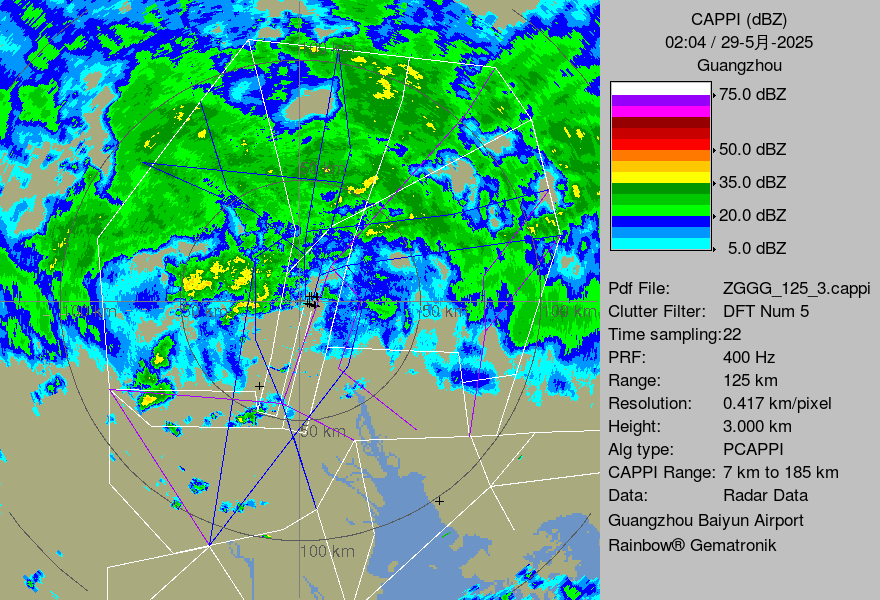 CAPPI (dBZ)
02:04 / 29-5月-2025
Guangzhou
75.0 dBZ
50.0 dBZ
35.0 dBZ
20.0 dBZ
5.0 dBZ
Pdf File: ZGGG_125_3.cappi
Clutter Filter: DFT Num 5
Time sampling:22
PRF: 400 Hz
Range: 125 km
Resolution: 0.417 km/pixel
Height: 3.000 km
Alg type: PCAPPI
CAPPI Range: 7 km to 185 km
Data: Radar Data
Guangzhou Baiyun Airport
Rainbow® Gematronik
100 km
50 km
50 km
100 km
50 km
100 km